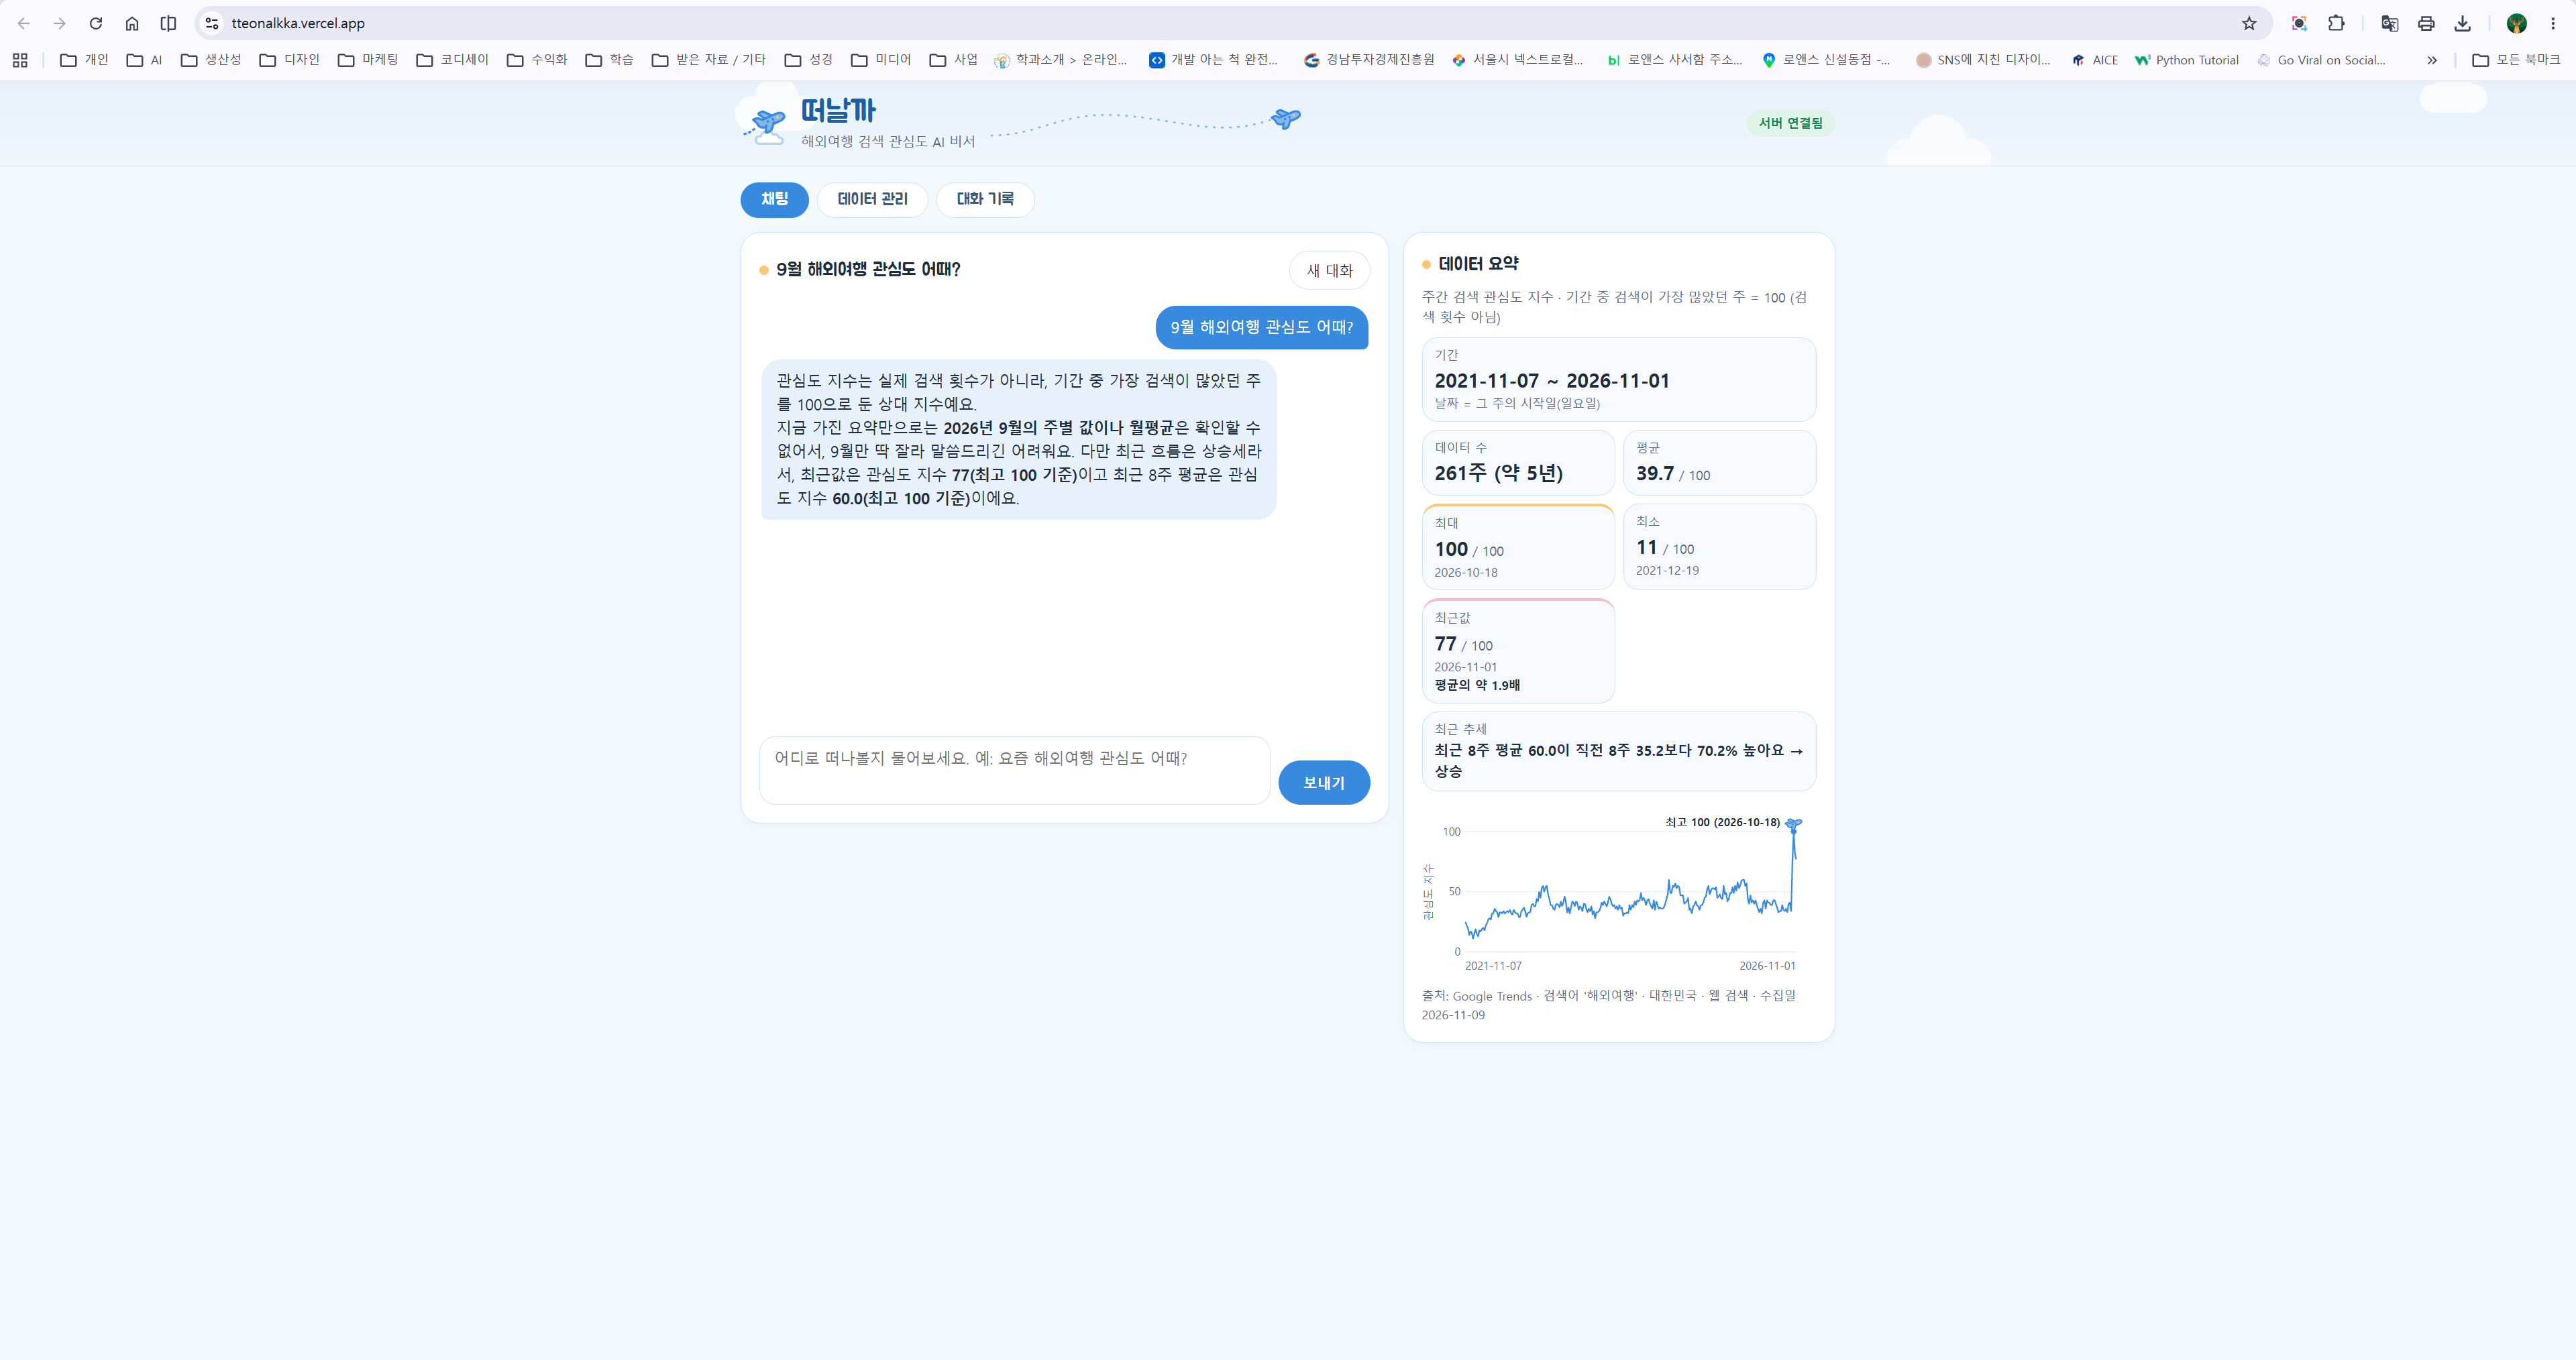 tteonalkka.vercel.app
개인
AI
생산성
디자인
마케팅
코디세이
수익화
학습
받은 자료 / 기타
성경
미디어
사업
학과소개 > 온라인...
개발 아는 척 완전...
경남투자경제진흥원
서울시 넥스트로컬...
로앤스 사서함 주소...
로앤스 신설동점 -...
SNS에 지친 디자이...
AICE
Python Tutorial
Go Viral on Social...
모든 북마크
떠날까
해외여행 검색 관심도 AI 비서
서버 연결됨
채팅
데이터 관리
대화 기록
9월 해외여행 관심도 어때?
새 대화
9월 해외여행 관심도 어때?
관심도 지수는 실제 검색 횟수가 아니라, 기간 중 가장 검색이 많았던 주
를 100으로 둔 상대 지수예요.
지금 가진 요약만으로는 2026년 9월의 주별 값이나 월평균은 확인할 수
없어서, 9월만 딱 잘라 말씀드리긴 어려워요. 다만 최근 흐름은 상승세라
서, 최근값은 관심도 지수 77(최고 100 기준)이고 최근 8주 평균은 관심
도 지수 60.0(최고 100 기준)이에요.
어디로 떠나볼지 물어보세요. 예: 요즘 해외여행 관심도 어때?
보내기
데이터 요약
주간 검색 관심도 지수 · 기간 중 검색이 가장 많았던 주 = 100 (검
색 횟수 아님)
기간
2021-11-07 ~ 2026-11-01
날짜 = 그 주의 시작일(일요일)
데이터 수
261주 (약 5년)
평균
39.7 / 100
최대
100 / 100
2026-10-18
최소
11 / 100
2021-12-19
최근값
77 / 100
2026-11-01
평균의 약 1.9배
최근 추세
최근 8주 평균 60.0이 직전 8주 35.2보다 70.2% 높아요 →
상승
최고 100 (2026-10-18)
100
50
0
관심도 지수
2021-11-07
2026-11-01
출처: Google Trends · 검색어 '해외여행' · 대한민국 · 웹 검색 · 수집일
2026-11-09